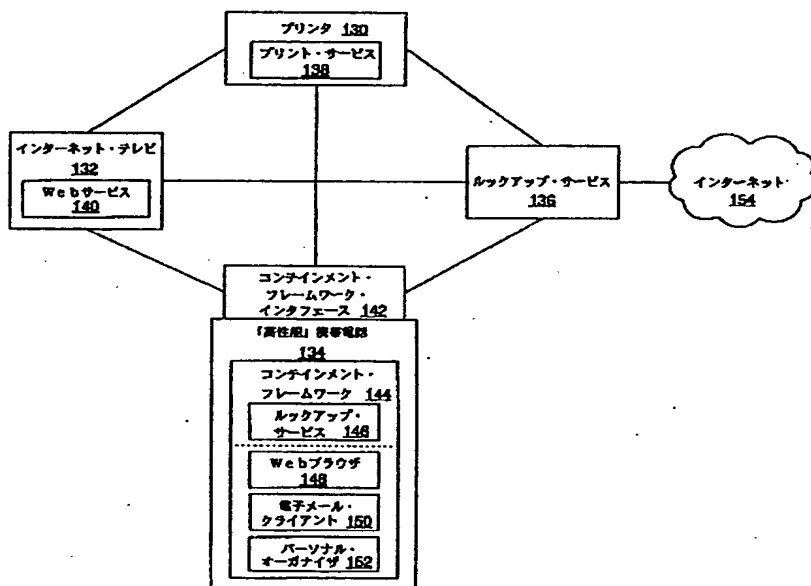 プリンタ 130
プリント・サービス
138
インターネット・テレビ
132
Webサービス
140
ルックアップ・サービス
136
インターネット
154
コンテインメント・
フレームワーク・
インタフェース 142
「高性能」携帯電話
134
コンテインメント・
フレームワーク 144
ルックアップ・
サービス 146
Webブラウザ
148
電子メール・
クライアント 150
パーソナル・
オーガナイザ 152